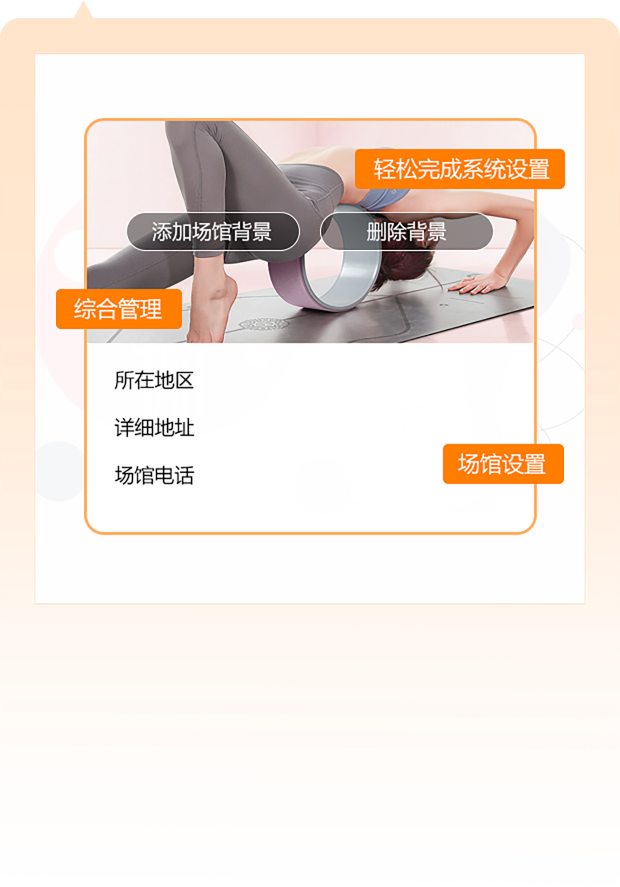 轻松完成系统设置
添加场馆背景
删除背景
综合管理
所在地区
详细地址
场馆电话
场馆设置